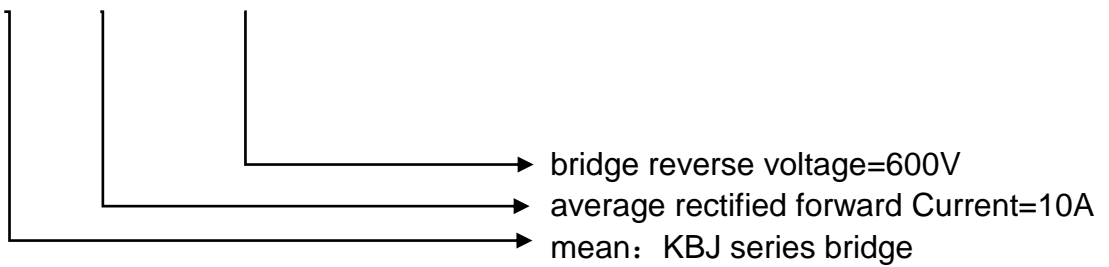 bridge reverse voltage=600V
average rectified forward Current=10A
mean：KBJ series bridge